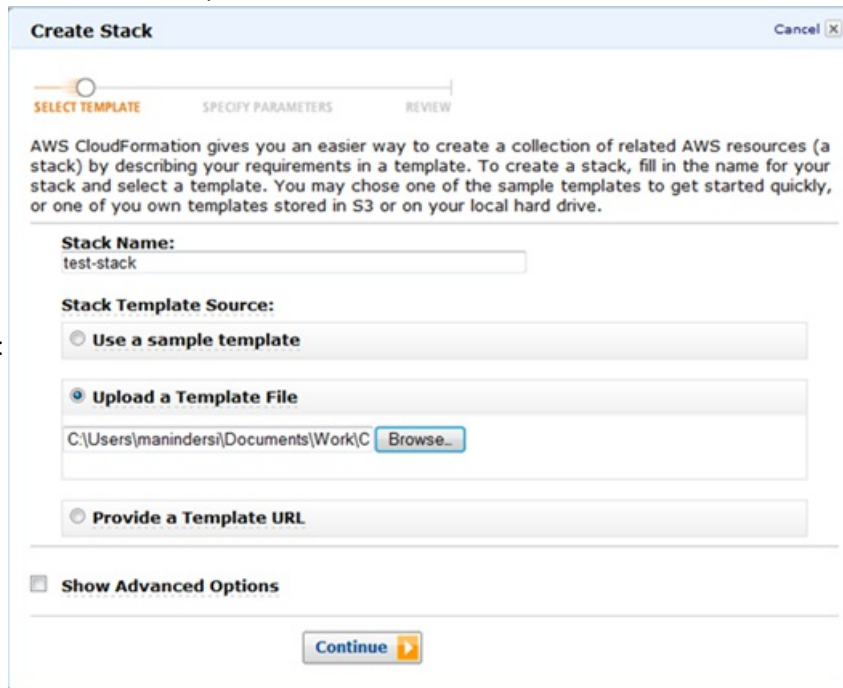 Create Stack
Cancel
SELECT TEMPLATE
SPECIFY PARAMETERS
REVIEW
AWS CloudFormation gives you an easier way to create a collection of related AWS resources (a
stack) by describing your requirements in a template. To create a stack, fill in the name for your
stack and select a template. You may chose one of the sample templates to get started quickly,
or one of you own templates stored in S3 or on your local hard drive.
Stack Name:
test-stack
Stack Template Source:
Use a sample template
Upload a Template File
C:\Users\manindersi\Documents\Work\C
Browse...
Provide a Template URL
Show Advanced Options
Continue